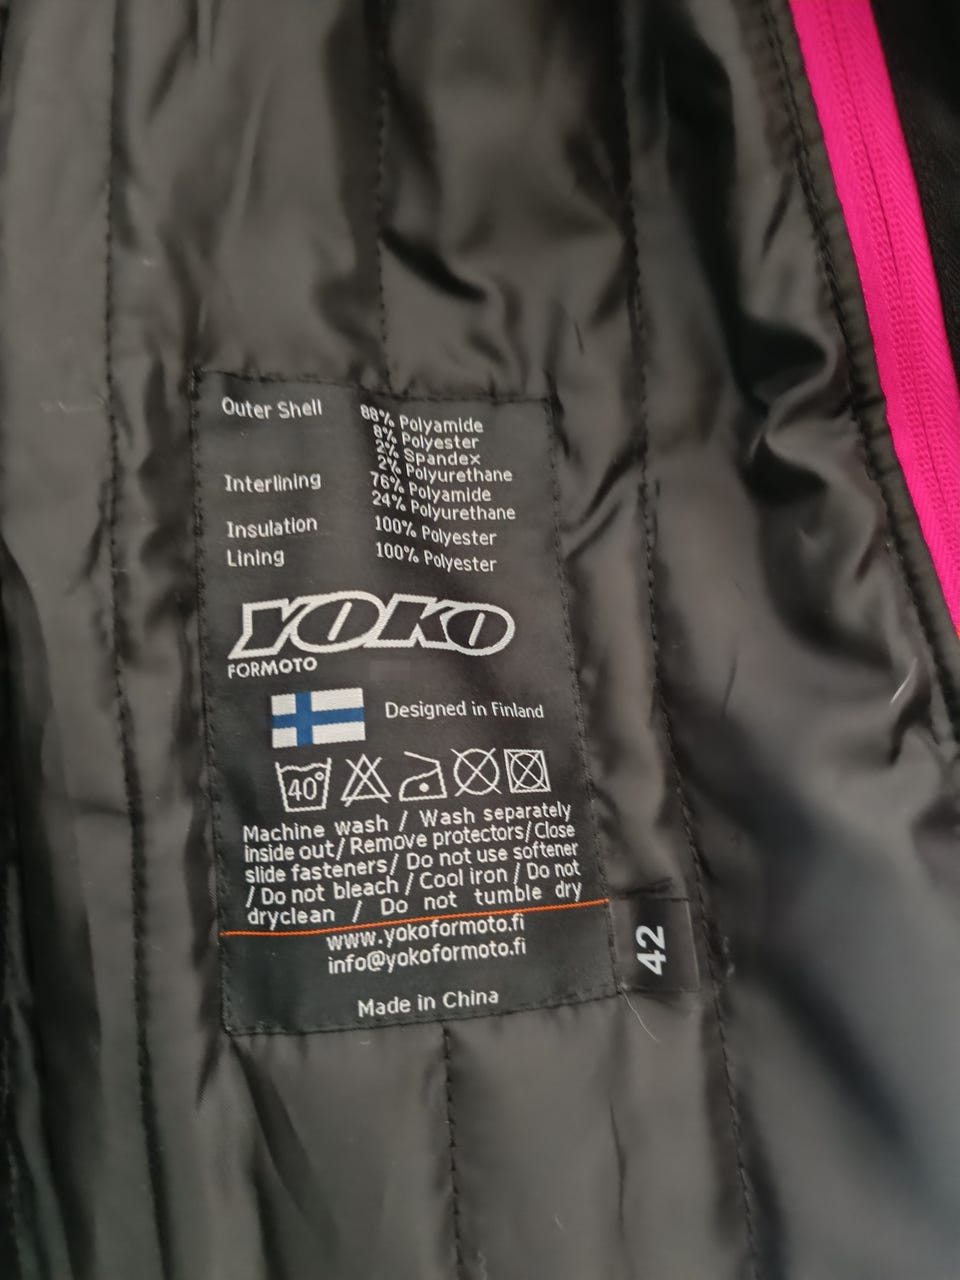 Outer Shell 88% Polyamide
8% Polyester
2% Spandex
2% Polyurethane
Interlining 76% Polyamide
24% Polyurethane
Insulation 100% Polyester
Lining 100% Polyester
YOKO
FORMOTO
Designed in Finland
40°
Machine wash / Wash separately
inside out/ Remove protectors/ Close
slide fasteners/ Do not use softener
/ Do not bleach / Cool iron / Do not
dryclean / Do not tumble dry
www.yokoformoto.fi
info@yokoformoto.fi
Made in China
42